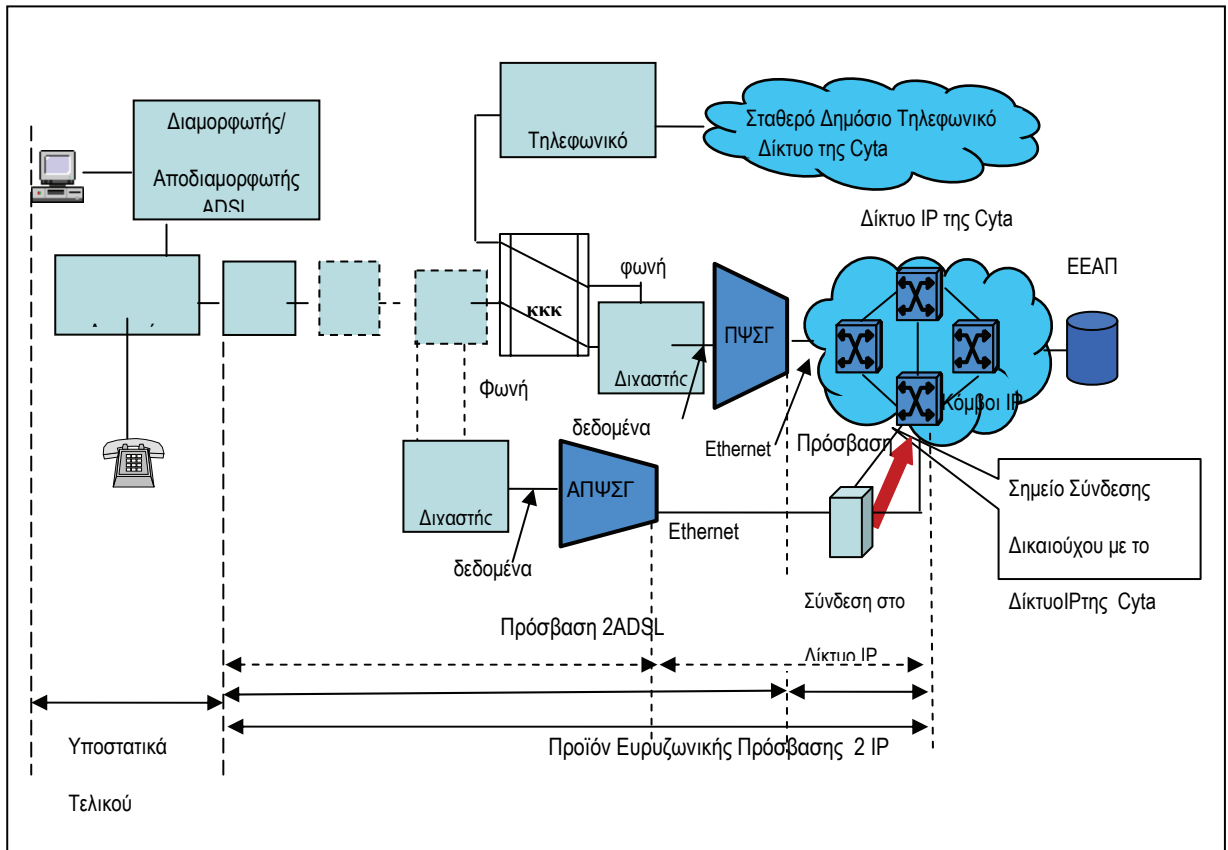 Διαμορφωτής/
Αποδιαμορφωτής
ADSL
Τηλεφωνικό
Σταθερό Δημόσιο Τηλεφωνικό
Δίκτυο της Cyta
Δίκτυο IP της Cyta
ΕΕΑΠ
φωνή
κκκ
ΠΨΣΓ
Διχαστής
Φωνή
δεδομένα
Ethernet
Κόμβοι IP
Πρόσβαση
ΑΠΨΣΓ
Διχαστής
δεδομένα
Ethernet
Σημείο Σύνδεσης
Δικαιούχου με το
ΔίκτυοIPτης Cyta
Σύνδεση στο
Δίκτυο IP
Πρόσβαση 2ADSL
Υποστατικά
Τελικού
Προϊόν Ευρυζωνικής Πρόσβασης 2 IP